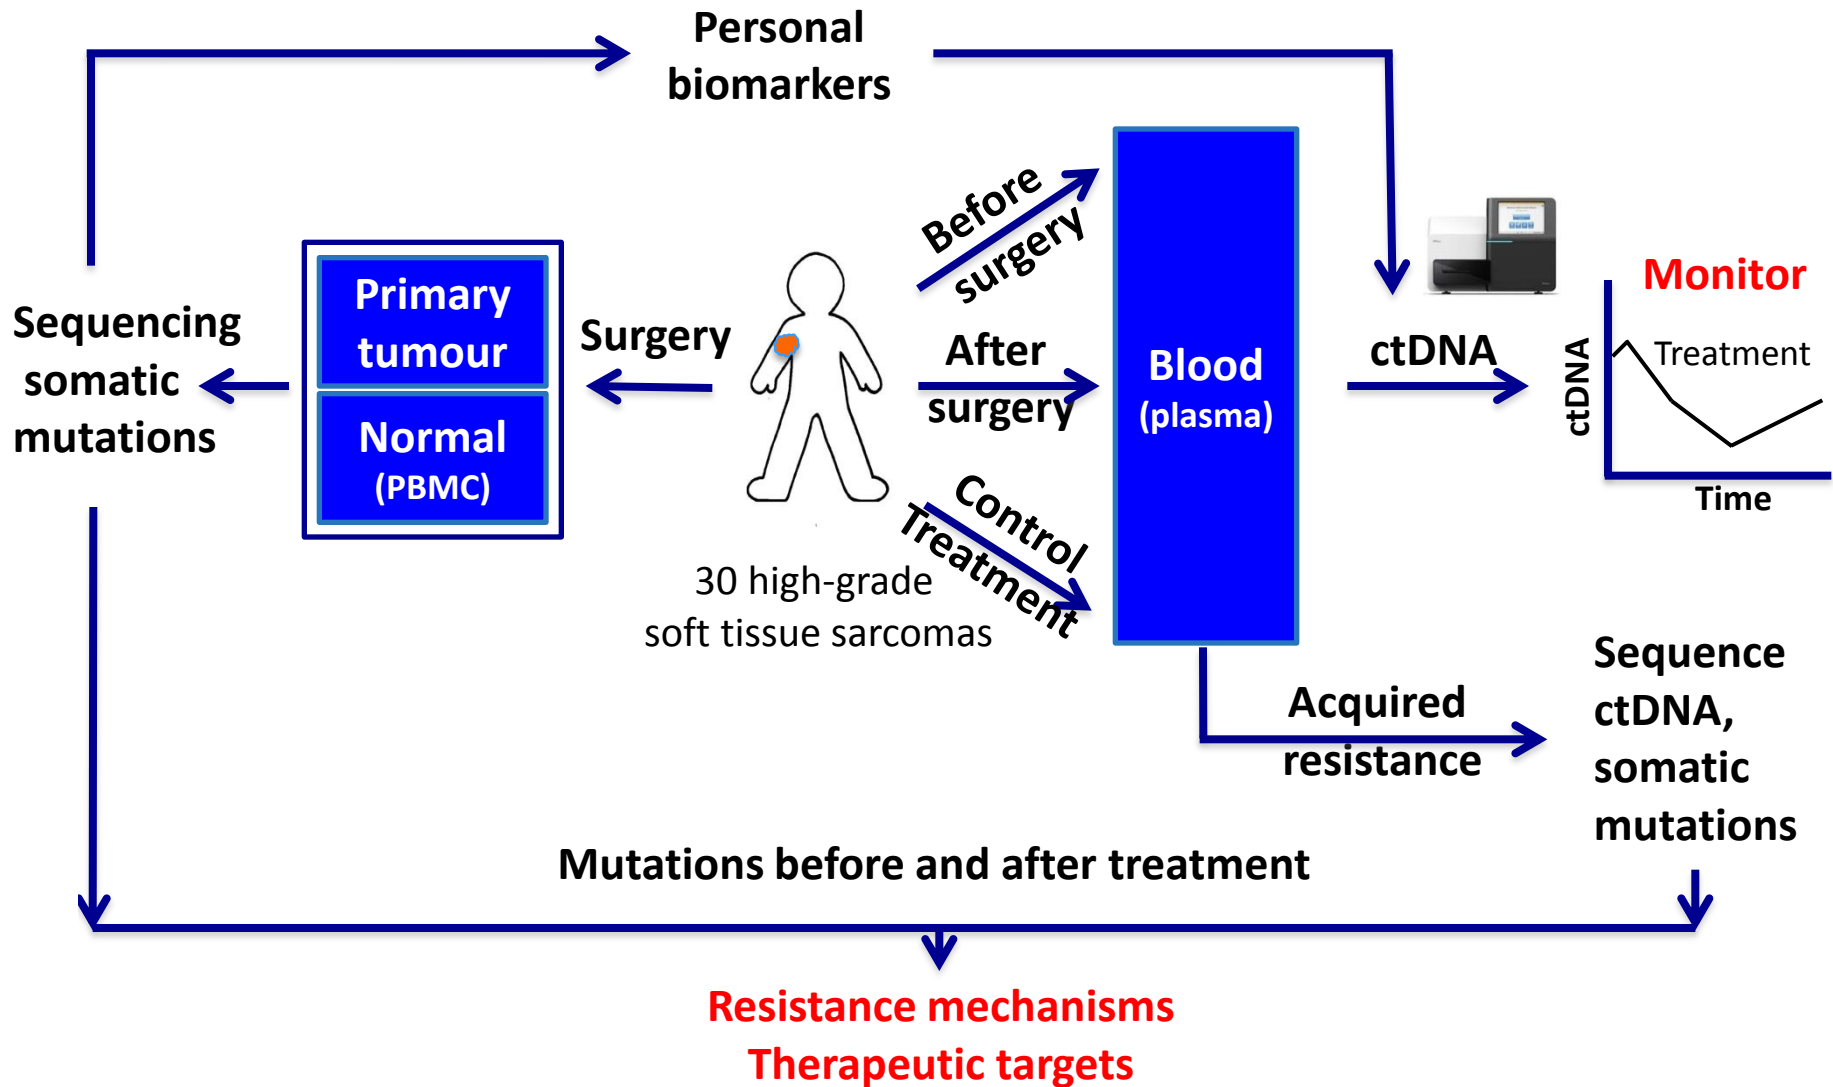 Personal
biomarkers
Before
surgery
Monitor
Primary
tumour
Sequencing
somatic
mutations
Surgery
After
surgery
Blood
(plasma)
ctDNA
ctDNA
Treatment
Normal
(PBMC)
Time
Control
Treatment
30 high-grade
soft tissue sarcomas
Acquired
resistance
Sequence
ctDNA,
somatic
mutations
Mutations before and after treatment
Resistance mechanisms
Therapeutic targets